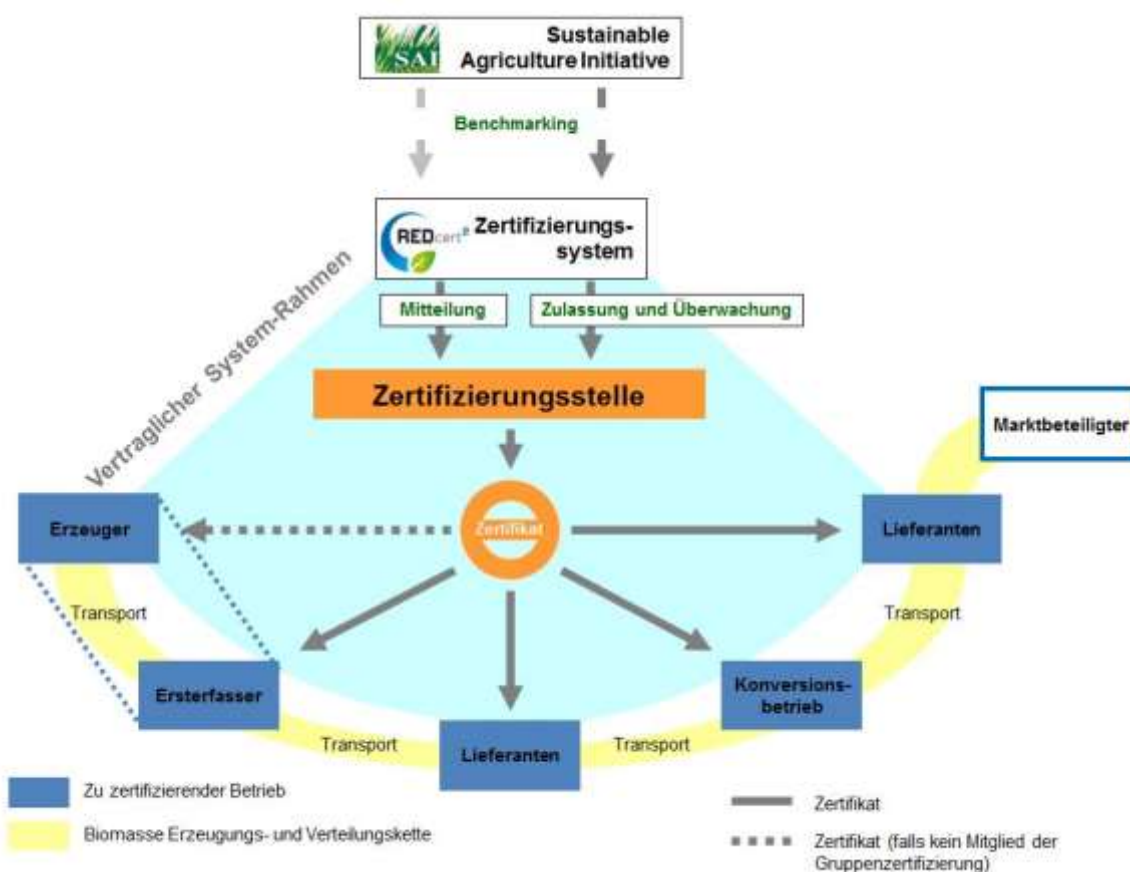 SAI
Sustainable
Agriculture Initiative
Benchmarking
REDcert²
Zertifizierungs-
system
Mitteilung
Zulassung und Überwachung
Vertraglicher System-Rahmen
Zertifizierungsstelle
Marktbeteiligter
Erzeuger
Zertifikat
Lieferanten
Transport
Transport
Ersterfasser
Konversions-
betrieb
Transport
Lieferanten
Transport
Zu zertifizierender Betrieb
Biomasse Erzeugungs- und Verteilungskette
Zertifikat
Zertifikat (falls kein Mitglied der
Gruppenzertifizierung)